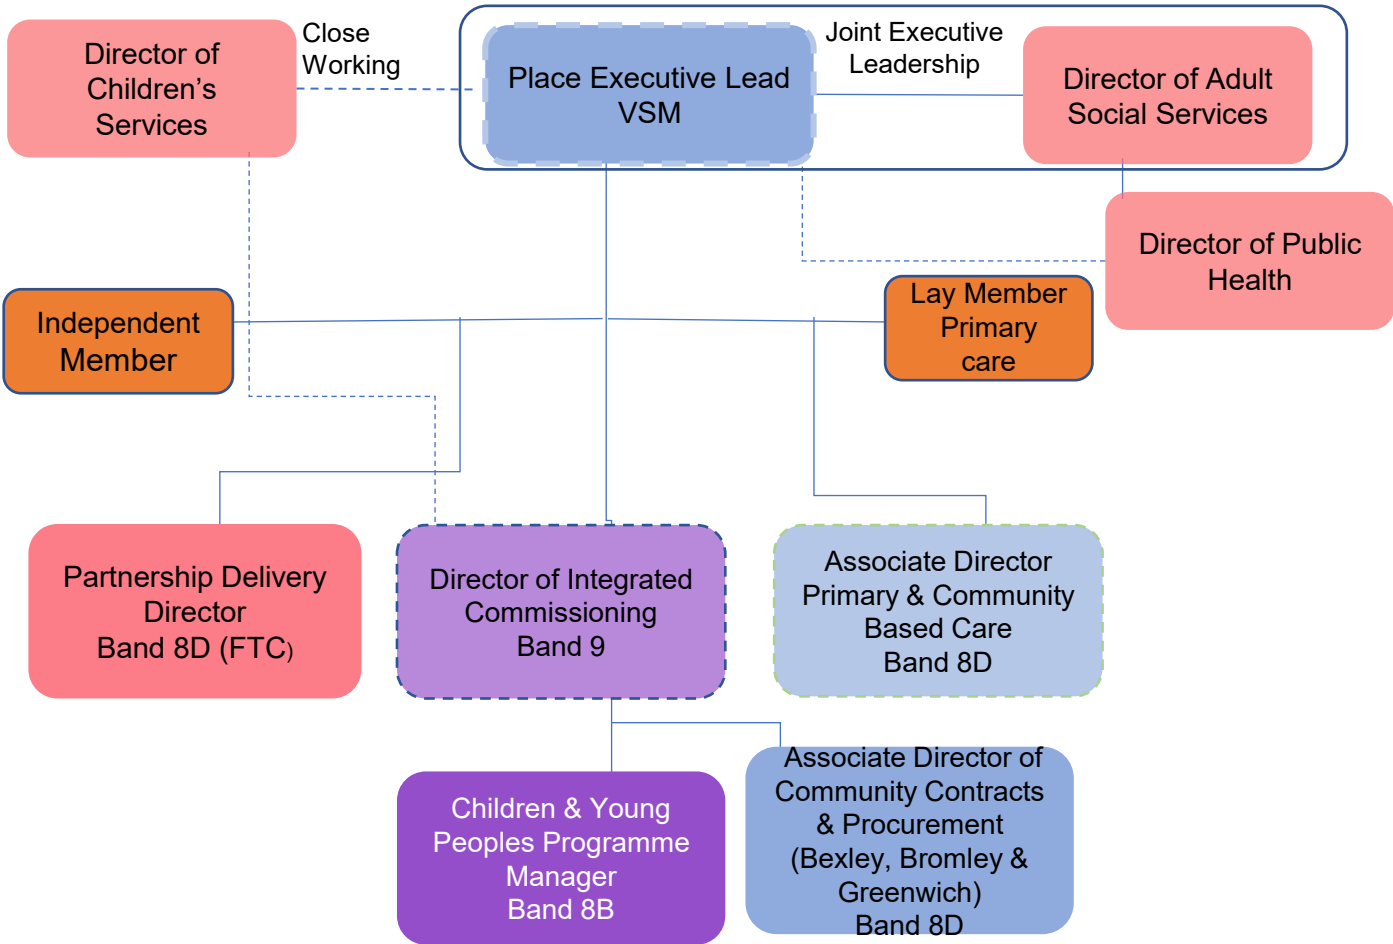 Director of
Children’s
Services
Close
Working
Place Executive Lead
VSM
Joint Executive
Leadership
Director of Adult
Social Services
Director of Public
Health
Independent
Member
Lay Member
Primary
care
Partnership Delivery
Director
Band 8D (FTC)
Director of Integrated
Commissioning
Band 9
Associate Director
Primary & Community
Based Care
Band 8D
Children & Young
Peoples Programme
Manager
Band 8B
Associate Director of
Community Contracts
& Procurement
(Bexley, Bromley &
Greenwich)
Band 8D